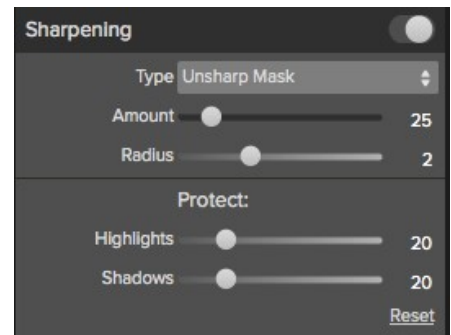 Sharpening
Type Unsharp Mask
Amount 25
Radius 2
Protect:
Highlights 20
Shadows 20
Reset